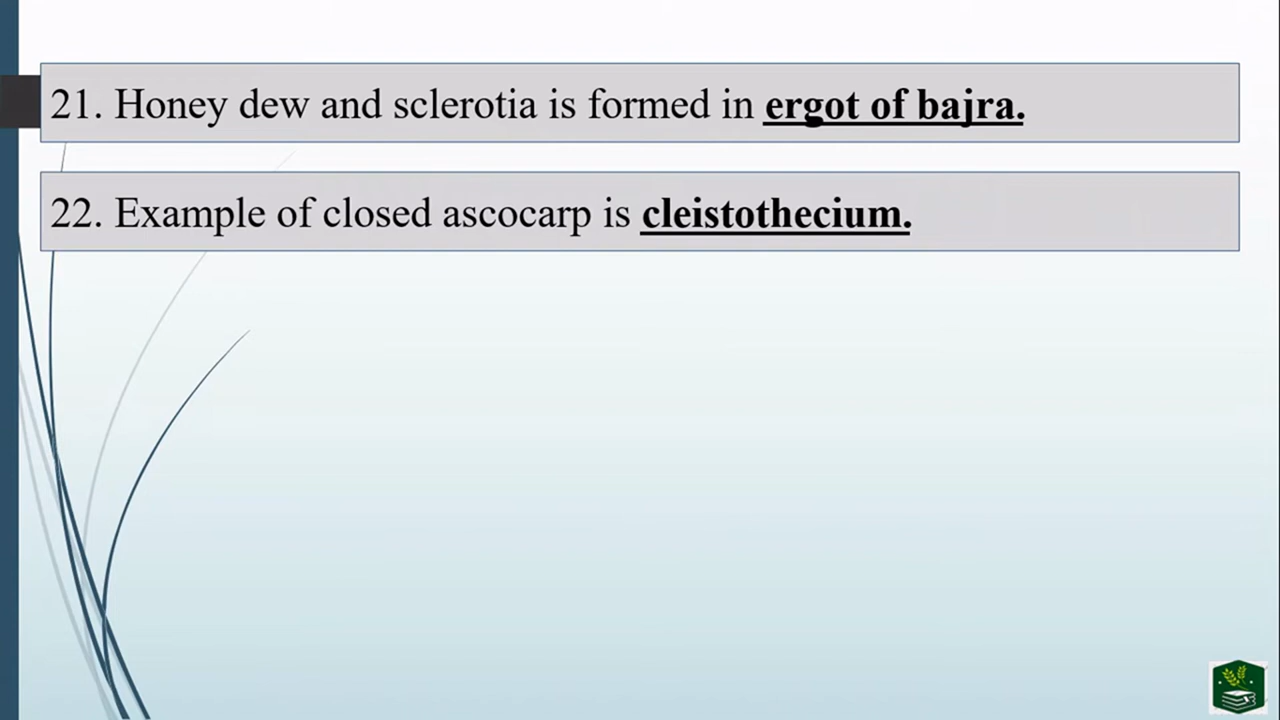 21. Honey dew and sclerotia is formed in ergot of bajra.
22. Example of closed ascocarp is cleistothecium.